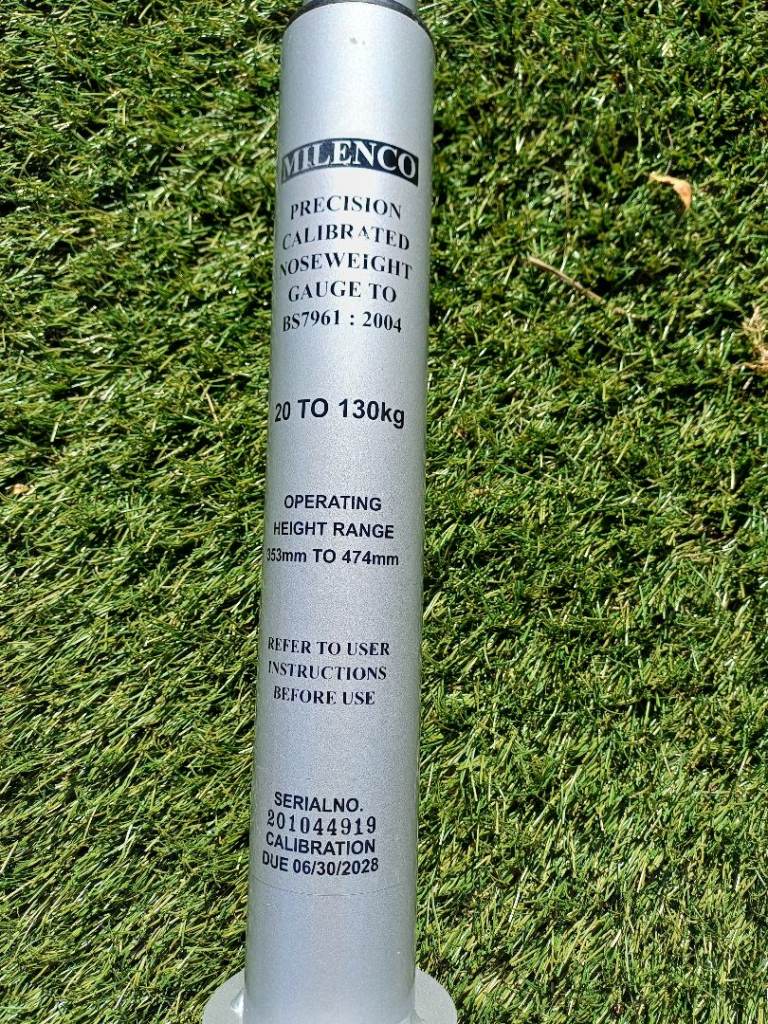 MILENCO
PRECISION
CALIBRATED
NOSEWEIGHT
GAUGE TO
BS7961 : 2004
20 TO 130kg
OPERATING
HEIGHT RANGE
353mm TO 474mm
REFER TO USER
INSTRUCTIONS
BEFORE USE
SERIALNO.
201044919
CALIBRATION
DUE 06/30/2028